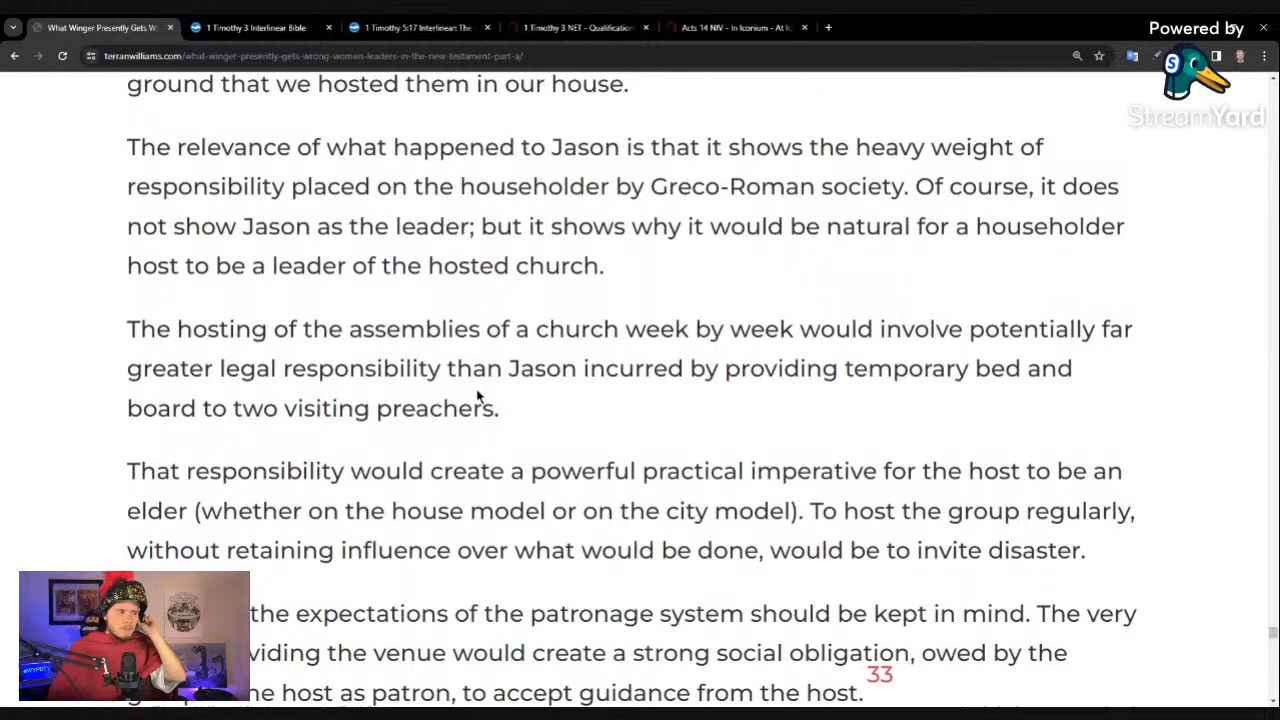 What Winger Presently Gets W
1 Timothy 3 Interlinear Bible
1 Timothy 5:17 Interlinear: The
1 Timothy 3 NET - Qualification
Acts 14 NIV - In Iconium - At Ic
Powered by
terranwilliams.com/what-winger-presently-gets-wrong-women-leaders-in-the-new-testament-part-a/
S
StreamYard
ground that we hosted them in our house.
The relevance of what happened to Jason is that it shows the heavy weight of
responsibility placed on the householder by Greco-Roman society. Of course, it does
not show Jason as the leader; but it shows why it would be natural for a householder
host to be a leader of the hosted church.
The hosting of the assemblies of a church week by week would involve potentially far
greater legal responsibility than Jason incurred by providing temporary bed and
board to two visiting preachers.
That responsibility would create a powerful practical imperative for the host to be an
elder (whether on the house model or on the city model). To host the group regularly,
without retaining influence over what would be done, would be to invite disaster.
the expectations of the patronage system should be kept in mind. The very
viding the venue would create a strong social obligation, owed by the
the host as patron, to accept guidance from the host. 33